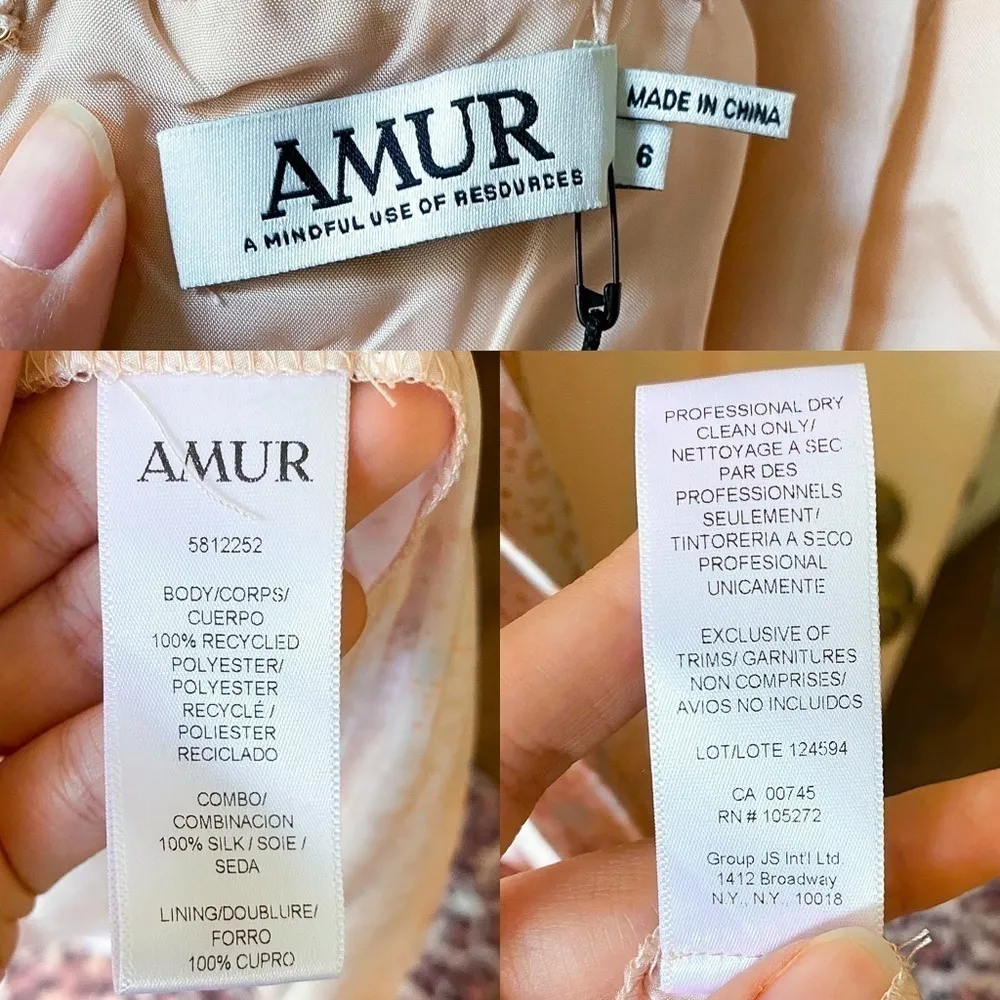 AMUR
A MINDFUL USE OF RESOURCES
MADE IN CHINA
6
AMUR
5812252
BODY/CORPS/
CUERPO
100% RECYCLED
POLYESTER/
POLYESTER
RECYCLÉ /
POLIESTER
RECICLADO
COMBO/
COMBINACION
100% SILK / SOIE /
SEDA
LINING/DOUBLURE/
FORRO
100% CUPRO
PROFESSIONAL DRY
CLEAN ONLY/
NETTOYAGE A SEC
PAR DES
PROFESSIONNELS
SEULEMENT/
TINTORERIA A SECO
PROFESIONAL
UNICAMENTE
EXCLUSIVE OF
TRIMS/ GARNITURES
NON COMPRISES/
AVIOS NO INCLUIDOS
LOT/LOTE 124594
CA 00745
RN # 105272
Group JS Int'l Ltd.
1412 Broadway
N.Y., N.Y., 10018